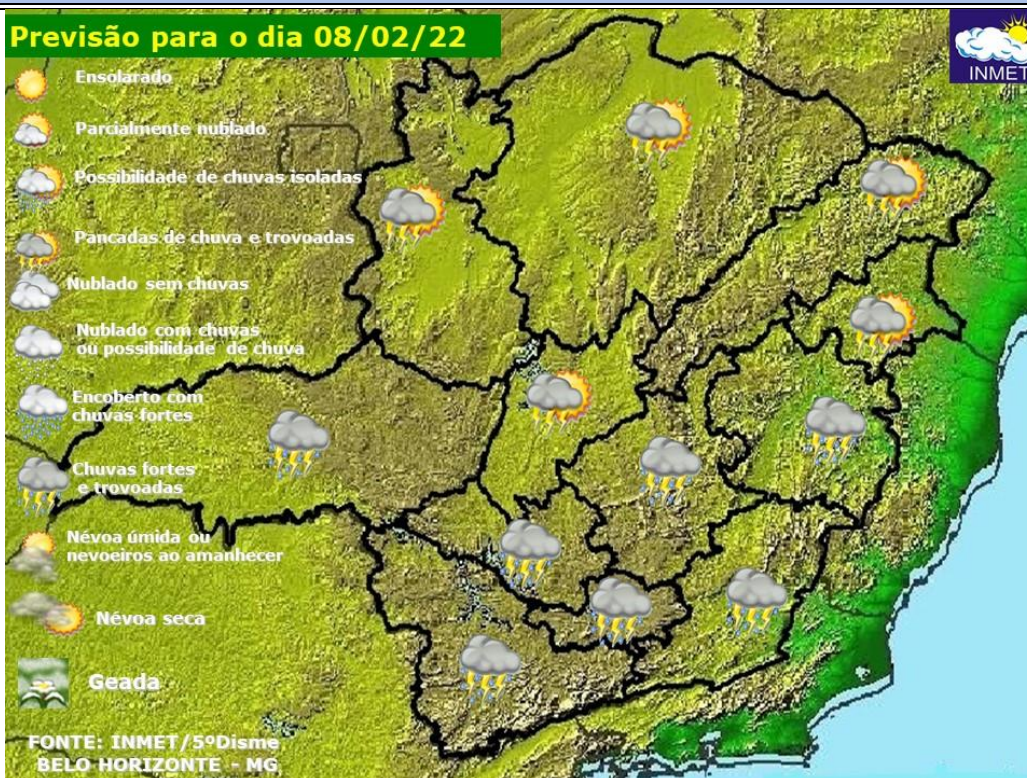 Previsão para o dia 08/02/22
INMET
Ensolarado
Parcialmente nublado
Possibilidade de chuvas isoladas
Pancadas de chuva e trovoadas
Nublado sem chuvas
Nublado com chuvas
ou possibilidade de chuva
Encoberto com
chuvas fortes
Chuvas fortes
e trovoadas
Névoa úmida ou
nevoeiros ao amanhecer
Névoa seca
Geada
FONTE: INMET/5ºDisme
BELO HORIZONTE - MG